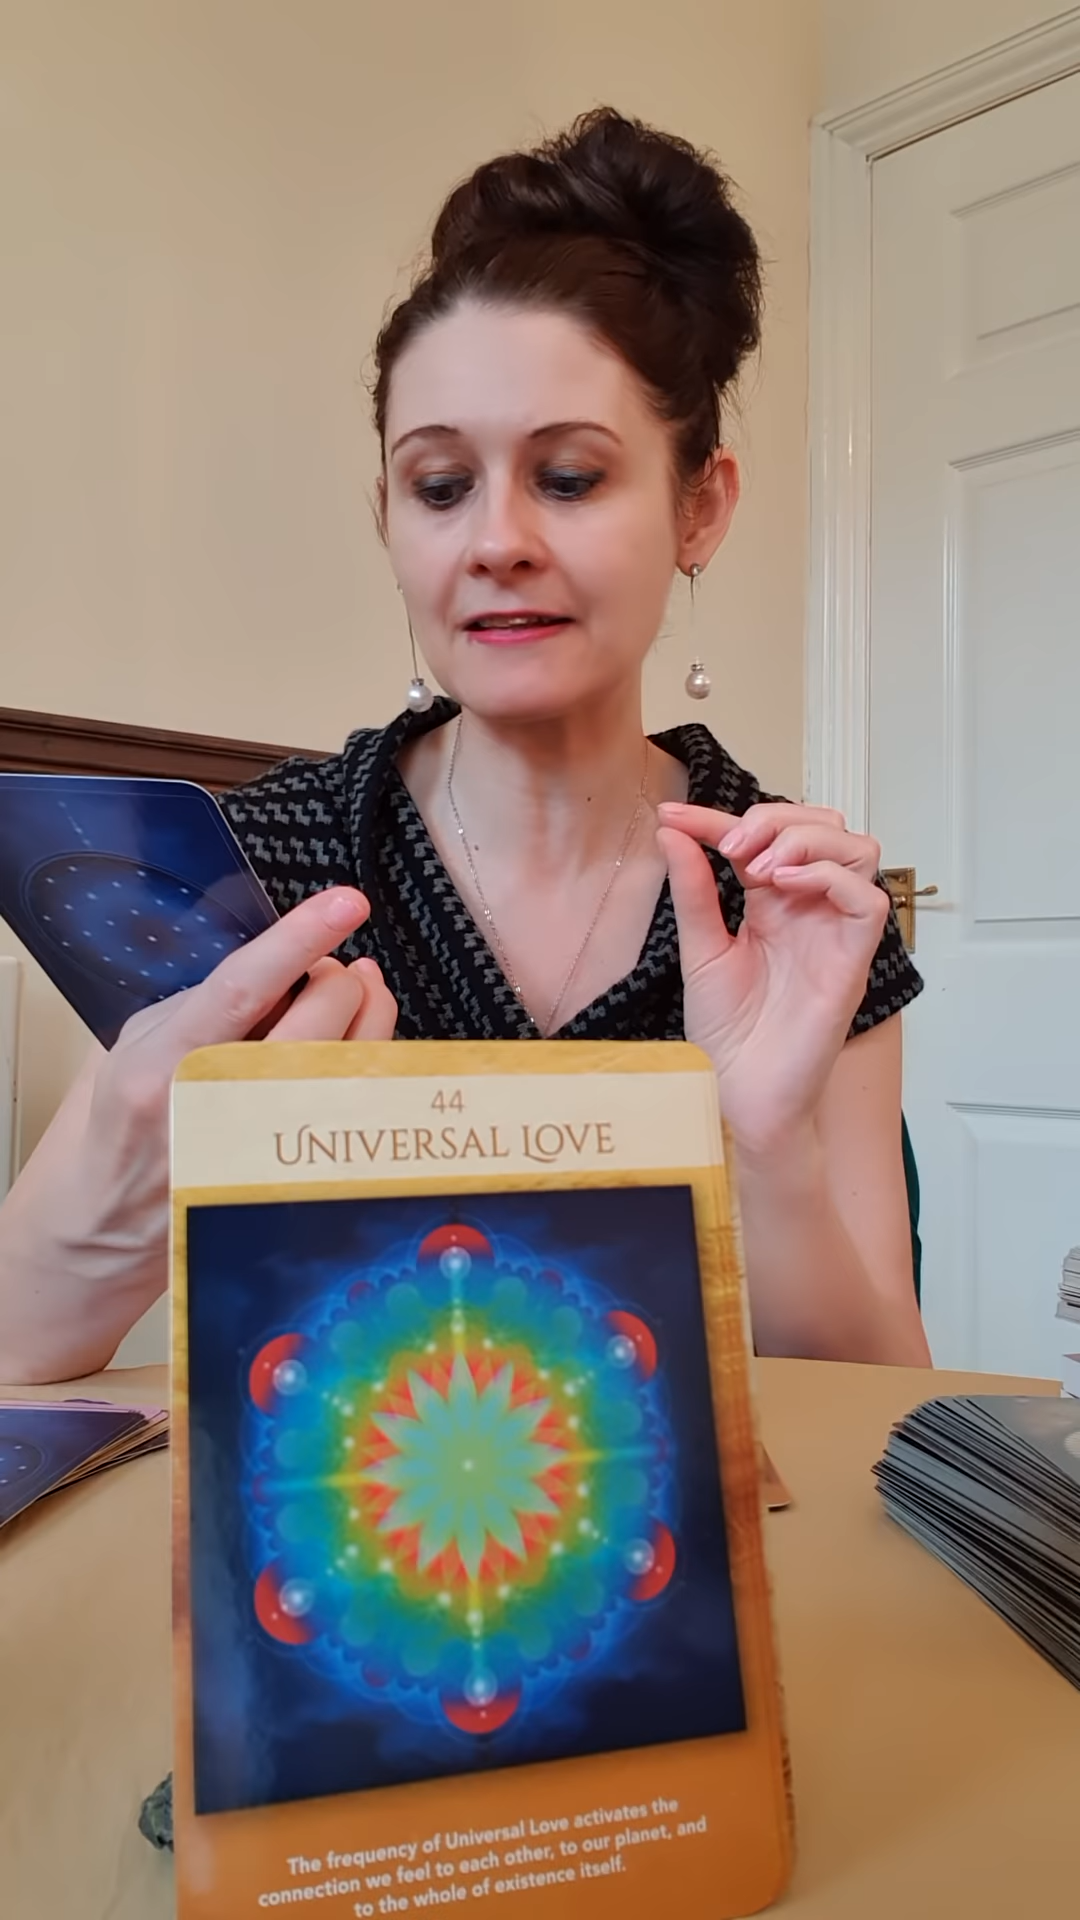 44
UNIVERSAL LOVE
The frequency of Universal Love activates the
connection we feel to each other, to our planet, and
to the whole of existence itself.